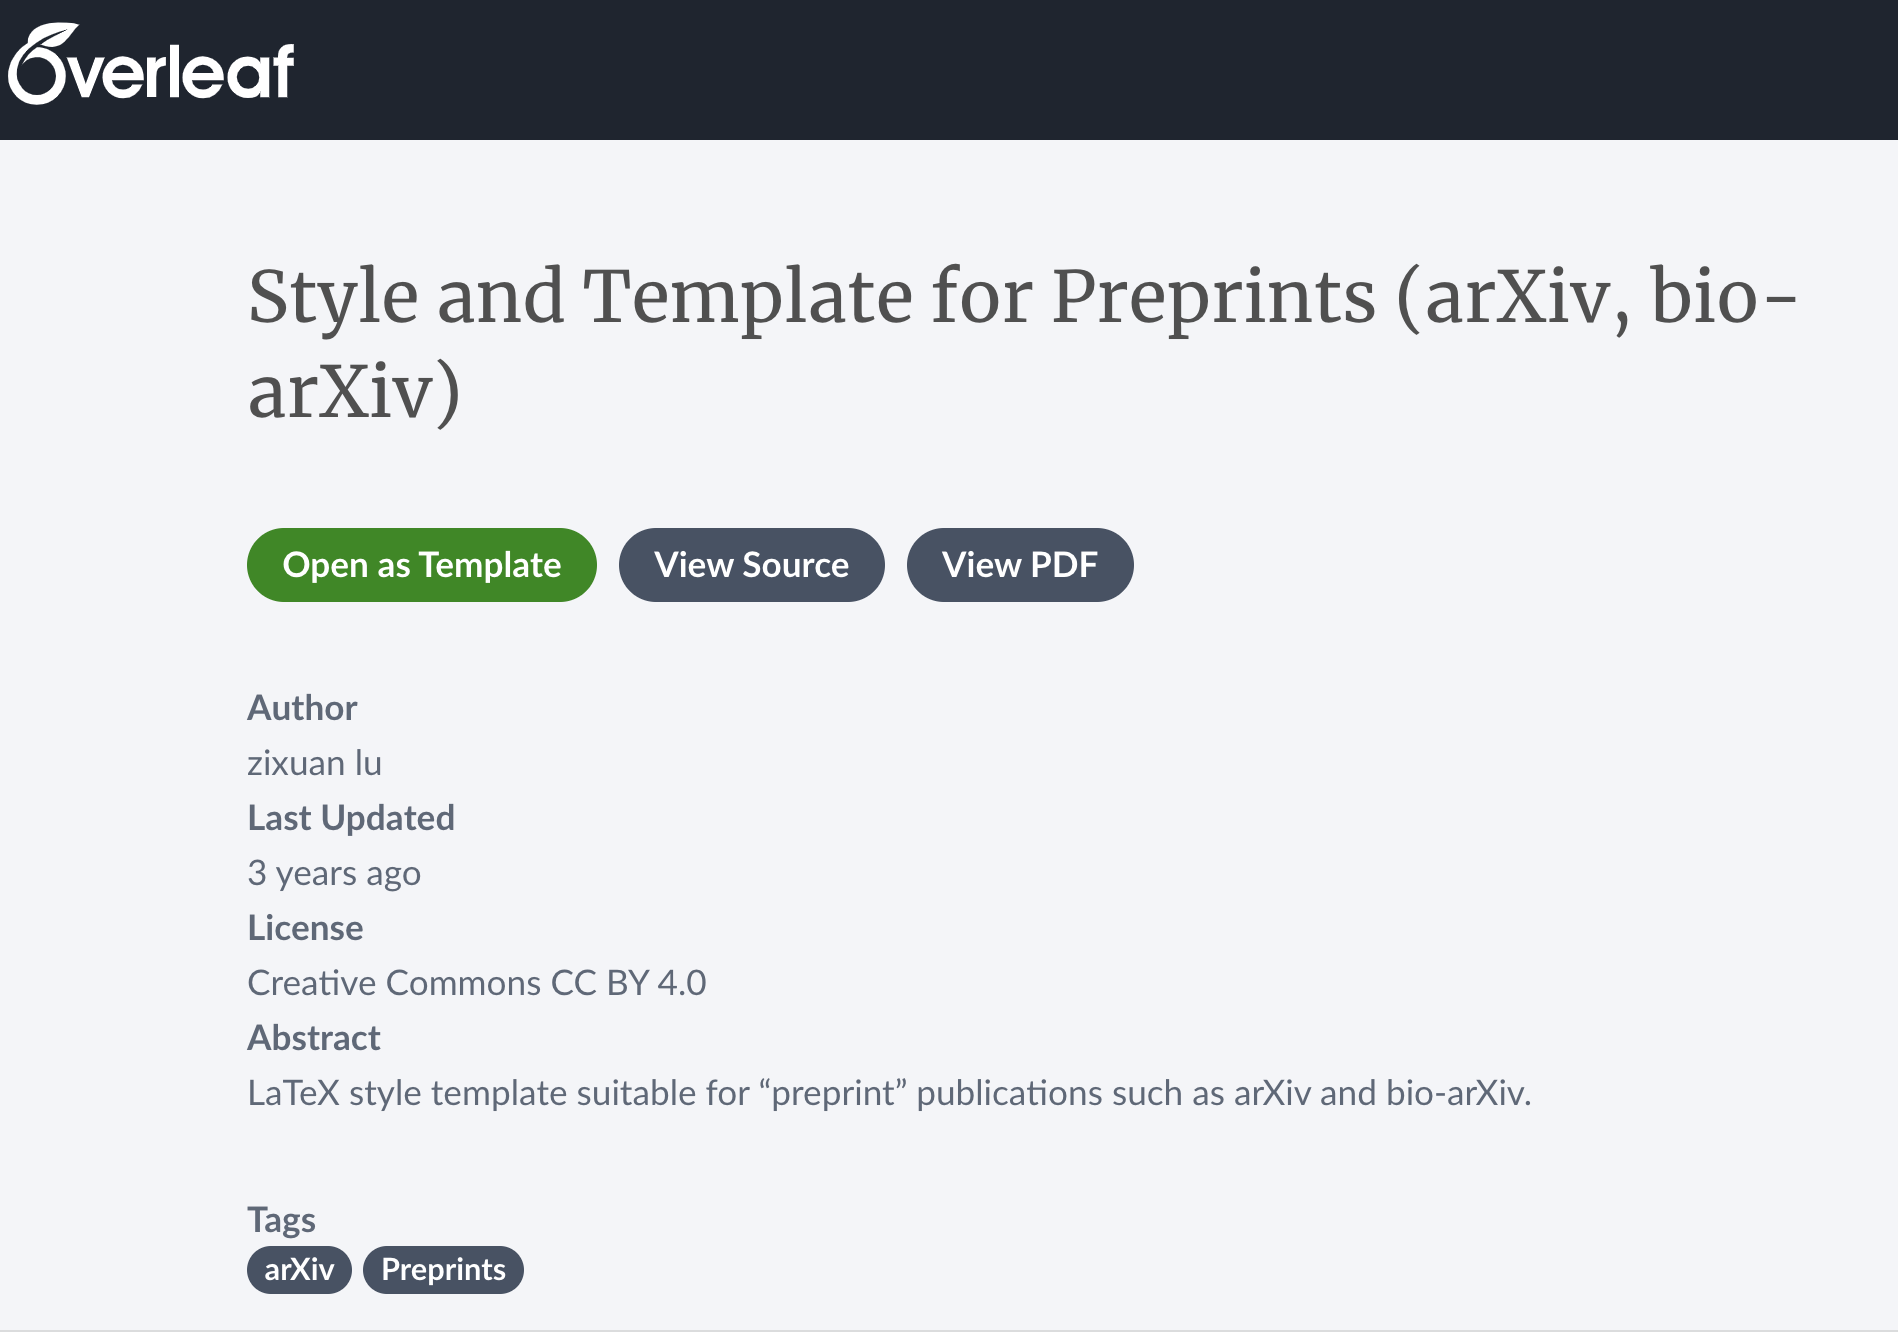 Overleaf
Style and Template for Preprints (arXiv, bio-
arXiv)
Open as Template View Source View PDF
Author
zixuan lu
Last Updated
3 years ago
License
Creative Commons CC BY 4.0
Abstract
LaTeX style template suitable for “preprint” publications such as arXiv and bio-arXiv.
Tags
arXiv Preprints